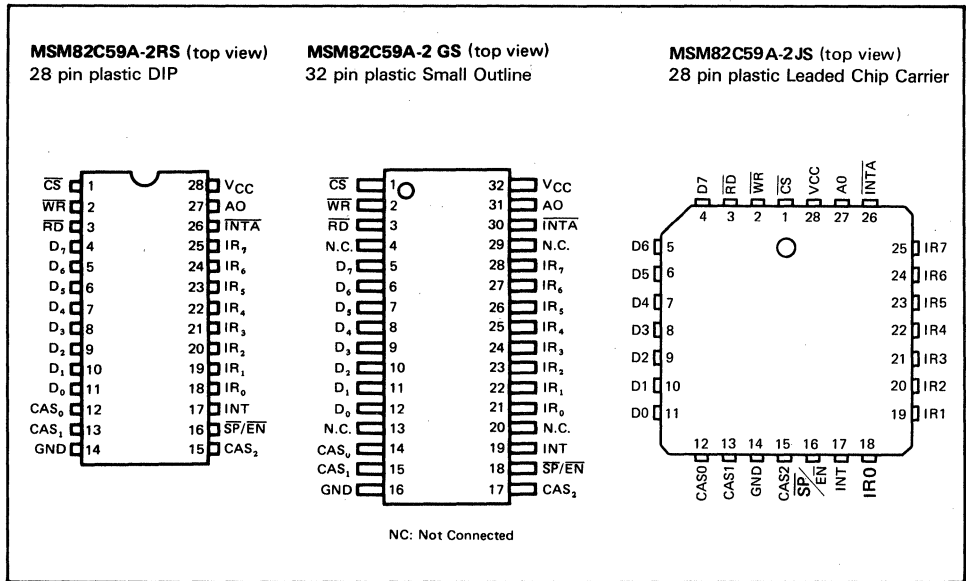 MSM82C59A-2RS (top view)
28 pin plastic DIP
CS 1 28 VCC
WR 2 27 AO
RD 3 26 INTA
D7 4 25 IR7
D6 5 24 IR6
D5 6 23 IR5
D4 7 22 IR4
D3 8 21 IR3
D2 9 20 IR2
D1 10 19 IR1
D0 11 18 IR0
CAS0 12 17 INT
CAS1 13 16 SP/EN
GND 14 15 CAS2
MSM82C59A-2 GS (top view)
32 pin plastic Small Outline
CS 1 32 VCC
WR 2 31 AO
RD 3 30 INTA
N.C. 4 29 N.C.
D7 5 28 IR7
D6 6 27 IR6
D5 7 26 IR5
D4 8 25 IR4
D3 9 24 IR3
D2 10 23 IR2
D1 11 22 IR1
D0 12 21 IR0
N.C. 13 20 N.C.
CAS0 14 19 INT
CAS1 15 18 SP/EN
GND 16 17 CAS2
NC: Not Connected
MSM82C59A-2JS (top view)
28 pin plastic Leaded Chip Carrier
D7 RD WR CS VCC A0 INTA
4 3 2 1 28 27 26
D6 5 25 IR7
D5 6 24 IR6
D4 7 23 IR5
D3 8 22 IR4
D2 9 21 IR3
D1 10 20 IR2
D0 11 19 IR1
12 13 14 15 16 17 18
CAS0 CAS1 GND CAS2 SP/EN INT IR0